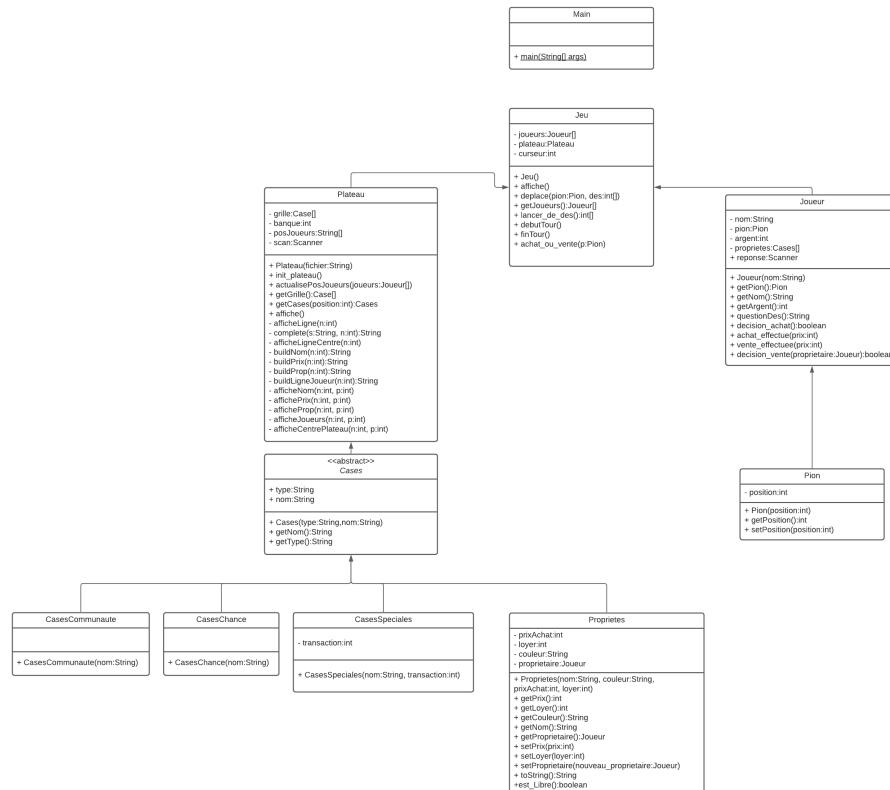 Main
+ main(String[] args)
Jeu
- joueurs:Joueur[]
- plateau:Plateau
- curseur:int
+ Jeu()
+ affiche()
+ deplace(pion:Pion, des:int[])
+ getJoueurs():Joueur[]
+ lancer_de_des():int[]
+ debutTour()
+ finTour()
+ achat_ou_vente(p:Pion)
Plateau
- grille:Case[]
- banque:int
- posJoueurs:String[]
- scan:Scanner
+ Plateau(fichier:String)
+ init_plateau()
+ actualisePosJoueurs(joueurs:Joueur[])
+ getGrille():Case[]
+ getCases(position:int):Cases
+ affiche()
- afficheLigne(n:int)
- complete(s:String, n:int):String
- afficheLigneCentre(n:int)
- buildNom(n:int):String
- buildPrix(n:int):String
- buildProp(n:int):String
- buildLigneJoueur(n:int):String
- afficheNom(n:int, p:int)
- affichePrix(n:int, p:int)
- afficheProp(n:int, p:int)
- afficheJoueurs(n:int, p:int)
- afficheCentrePlateau(n:int, p:int)
Joueur
- nom:String
- pion:Pion
- argent:int
- proprietes:Cases[]
+ reponse:Scanner
+ Joueur(nom:String)
+ getPion():Pion
+ getNom():String
+ getArgent():int
+ questionDes():String
+ decision_achat():boolean
+ achat_effectue(prix:int)
+ vente_effectuee(prix:int)
+ decision_vente(proprietaire:Joueur):boolean
<<abstract>>
Cases
+ type:String
+ nom:String
+ Cases(type:String,nom:String)
+ getNom():String
+ getType():String
Pion
- position:int
+ Pion(position:int)
+ getPosition():int
+ setPosition(position:int)
CasesCommunaute
+ CasesCommunaute(nom:String)
CasesChance
+ CasesChance(nom:String)
CasesSpeciales
- transaction:int
+ CasesSpeciales(nom:String, transaction:int)
Proprietes
- prixAchat:int
- loyer:int
- couleur:String
- proprietaire:Joueur
+ Proprietes(nom:String, couleur:String,
prixAchat:int, loyer:int)
+ getPrix():int
+ getLoyer():int
+ getCouleur():String
+ getNom():String
+ getProprietaire():Joueur
+ setPrix(prix:int)
+ setLoyer(loyer:int)
+ setProprietaire(nouveau_proprietaire:Joueur)
+ toString():String
+est_Libre():boolean